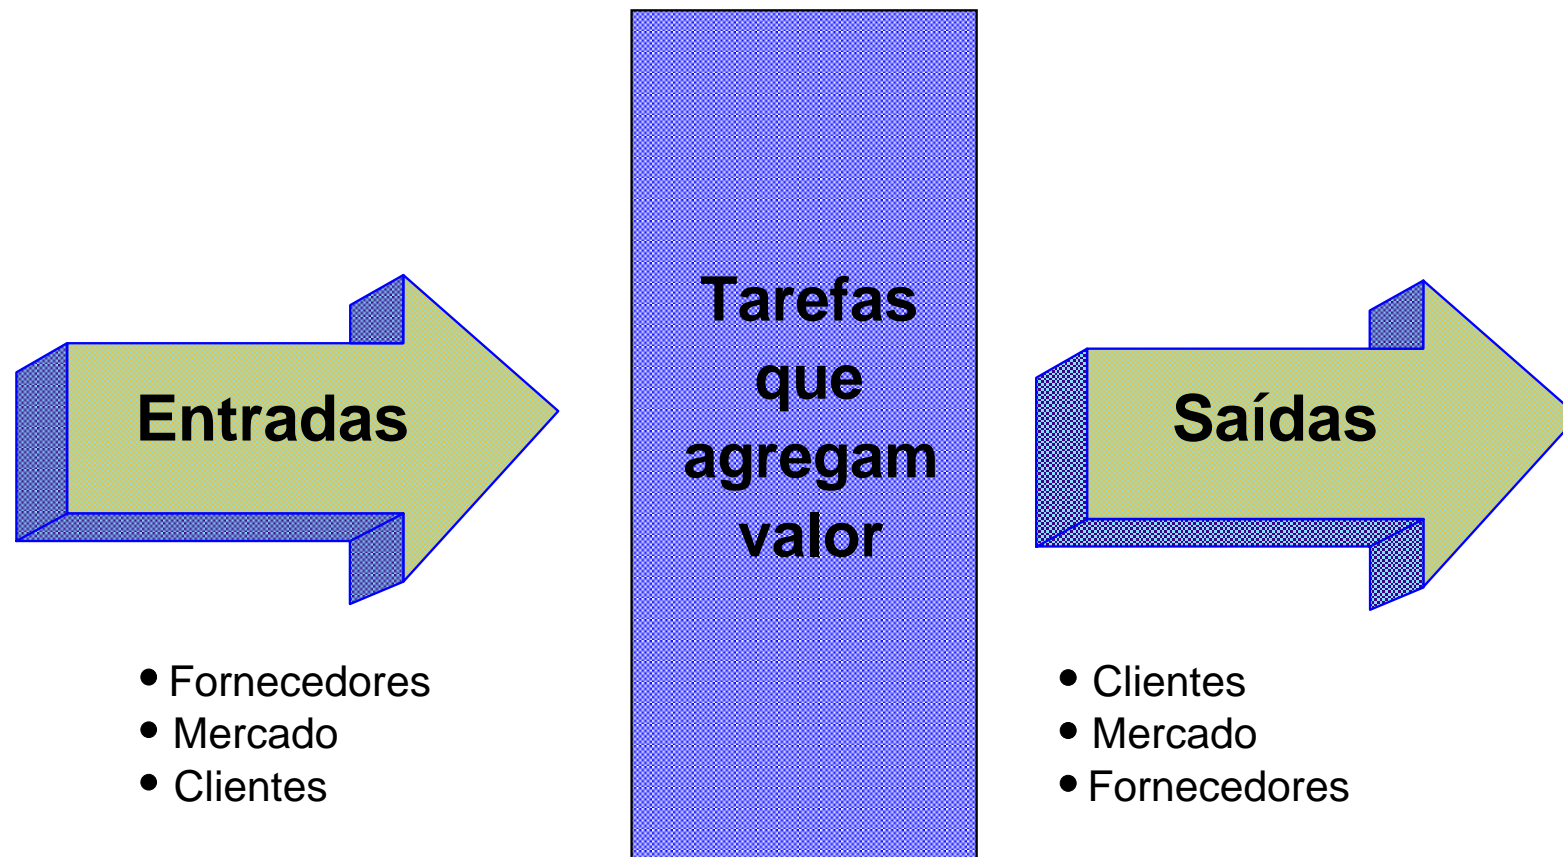 Entradas
• Fornecedores
• Mercado
• Clientes
Tarefas
que
agregam
valor
Saídas
• Clientes
• Mercado
• Fornecedores